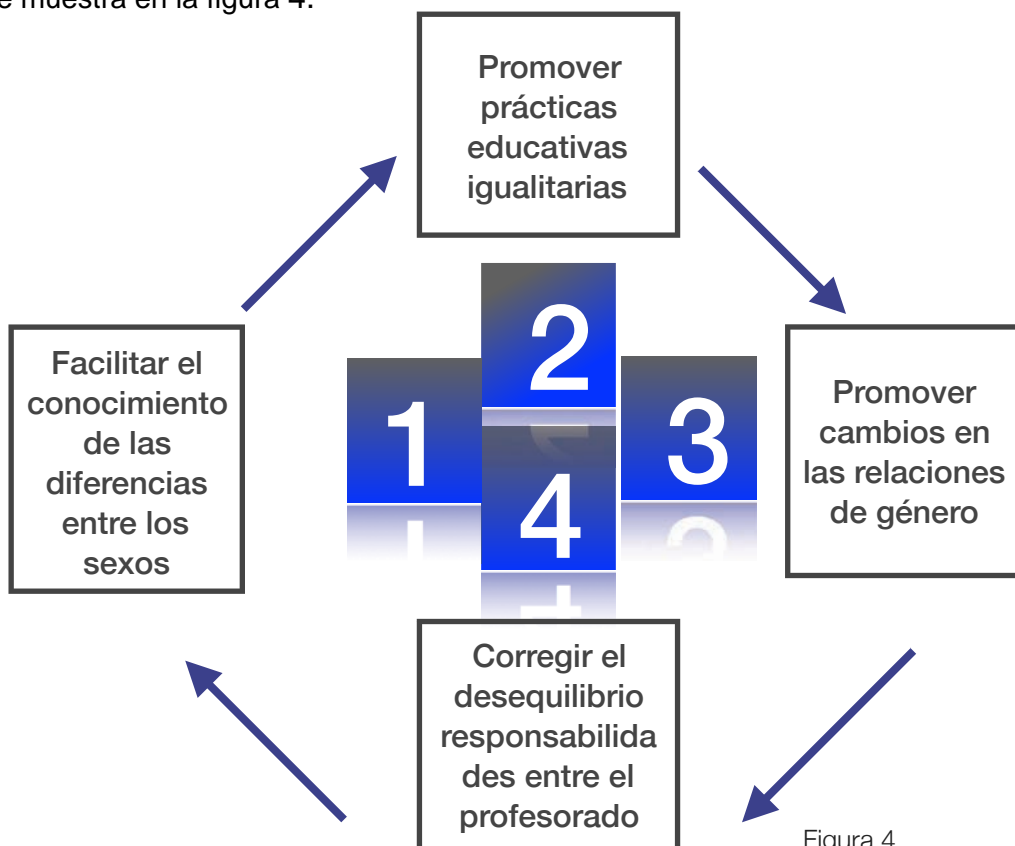 e muestra en la figura 4.
Promover
prácticas
educativas
igualitarias
Facilitar el
conocimiento
de las
diferencias
entre los
sexos
1
2
3
4
Promover
cambios en
las relaciones
de género
Corregir el
desequilibrio
responsabilida
des entre el
profesorado
Figura 4